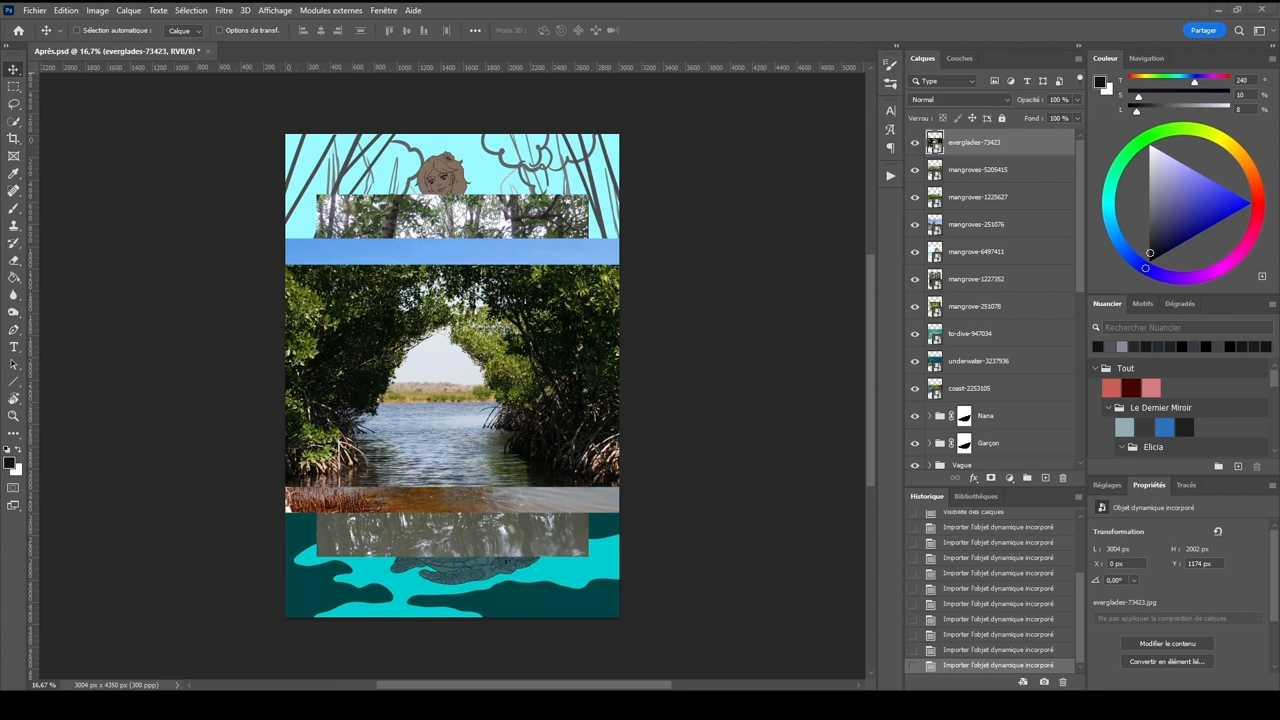 Fichier Edition Image Calque Texte Sélection Filtre 3D Affichage Modules externes Fenêtre Aide
Sélection automatique : Calque Options de transf. Mode 3D : Partager
Après.psd @ 16,7% (everglades-73423, RVB/8) *
Calques Couches
Type
Normal Opacité : 100 %
Verrou : Fond : 100 %
everglades-73423
mangroves-5205415
mangroves-1225627
mangroves-251076
mangrove-6497411
mangrove-1227352
mangrove-251078
to-dive-947034
underwater-3237936
coast-2253105
Nana
Garçon
Vague
Historique Bibliothèques
Visibilité des calques
Importer l'objet dynamique incorporé
Importer l'objet dynamique incorporé
Importer l'objet dynamique incorporé
Importer l'objet dynamique incorporé
Importer l'objet dynamique incorporé
Importer l'objet dynamique incorporé
Importer l'objet dynamique incorporé
Importer l'objet dynamique incorporé
Importer l'objet dynamique incorporé
Importer l'objet dynamique incorporé
Couleur Navigation
T 240 °
S 10 %
L 8 %
Nuancier Motifs Dégradés
Rechercher Nuancier
Tout
Le Dernier Miroir
Elicia
Réglages Propriétés Tracés
Objet dynamique incorporé
Transformation
L : 3004 px H : 2002 px
X : 0 px Y : 1174 px
0,00°
everglades-73423.jpg
Ne pas appliquer la composition de calques
Modifier le contenu
Convertir en élément lié...
16,67 % 3004 px x 4350 px (300 ppp)